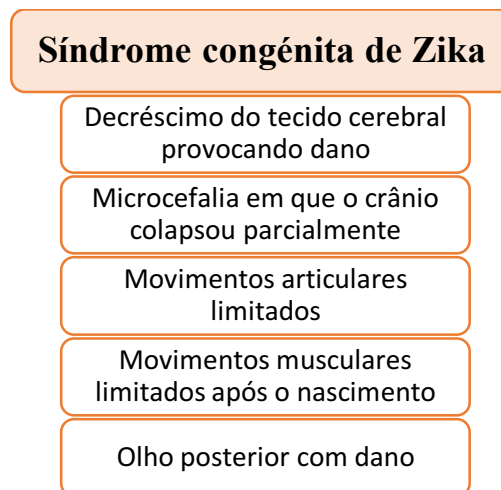 Síndrome congénita de Zika
Decréscimo do tecido cerebral
provocando dano
Microcefalia em que o crânio
colapsou parcialmente
Movimentos articulares
limitados
Movimentos musculares
limitados após o nascimento
Olho posterior com dano